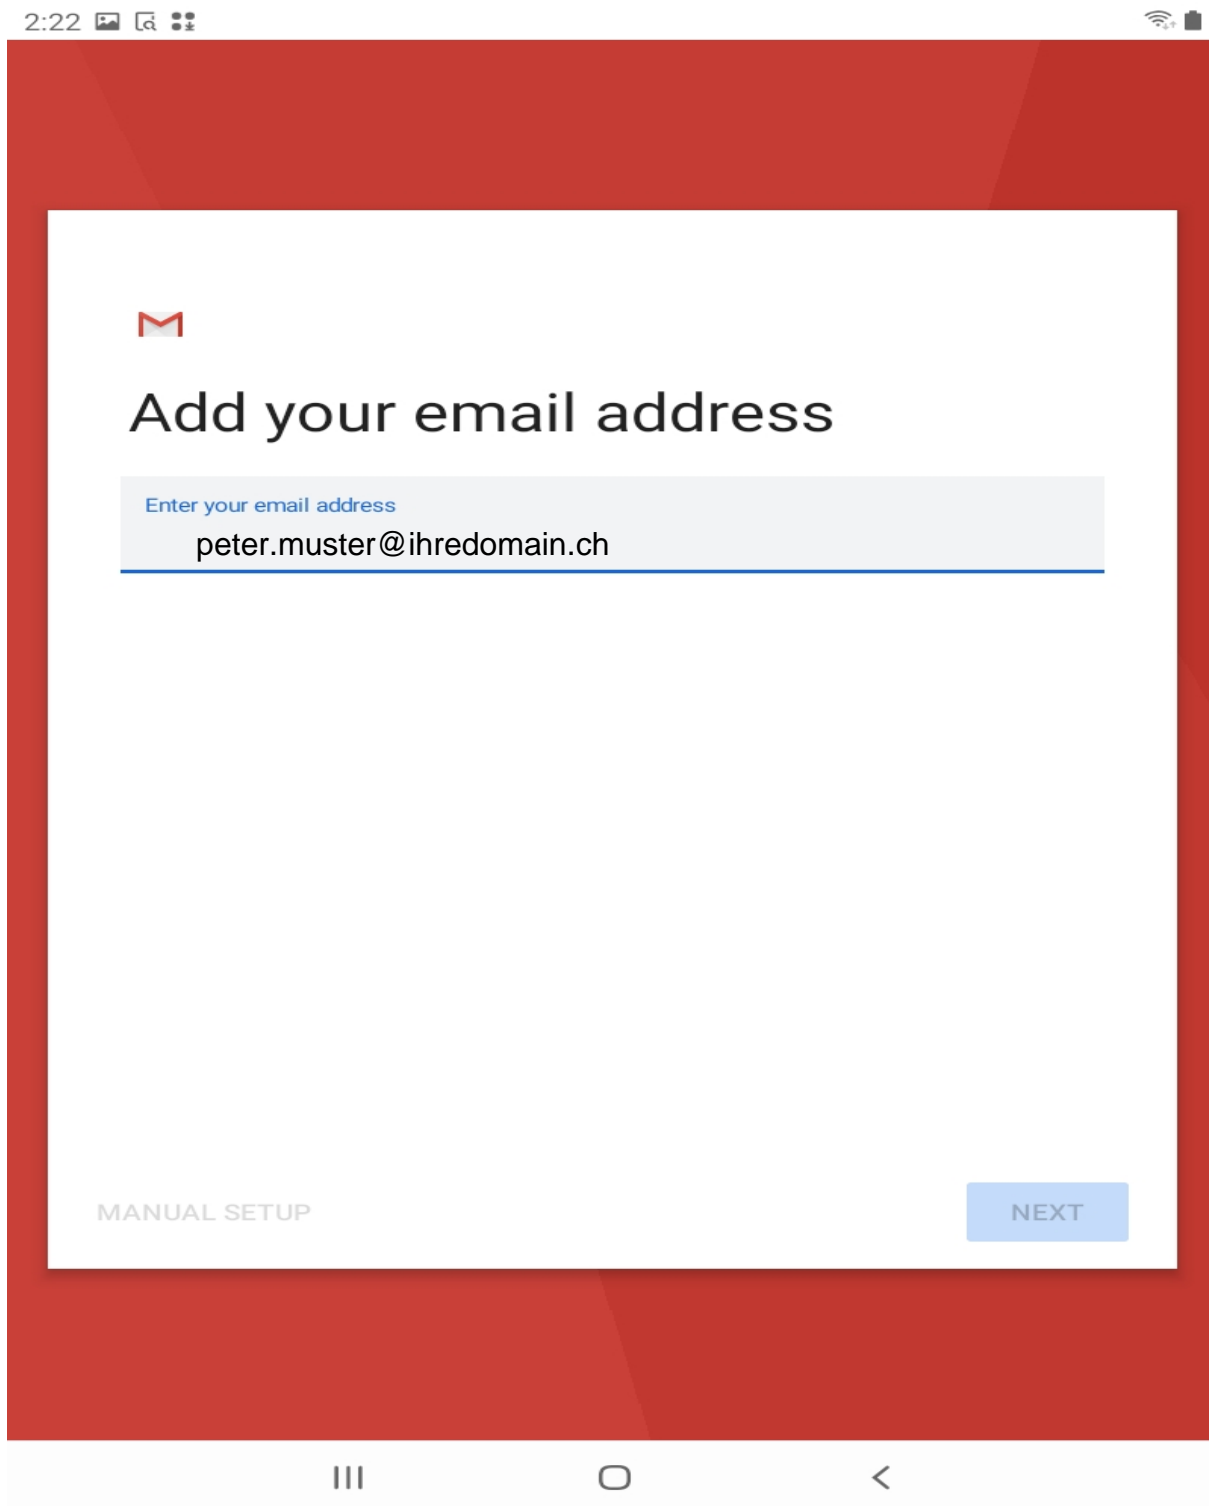 2:22
Add your email address
Enter your email address
peter.muster@ihredomain.ch
MANUAL SETUP
NEXT